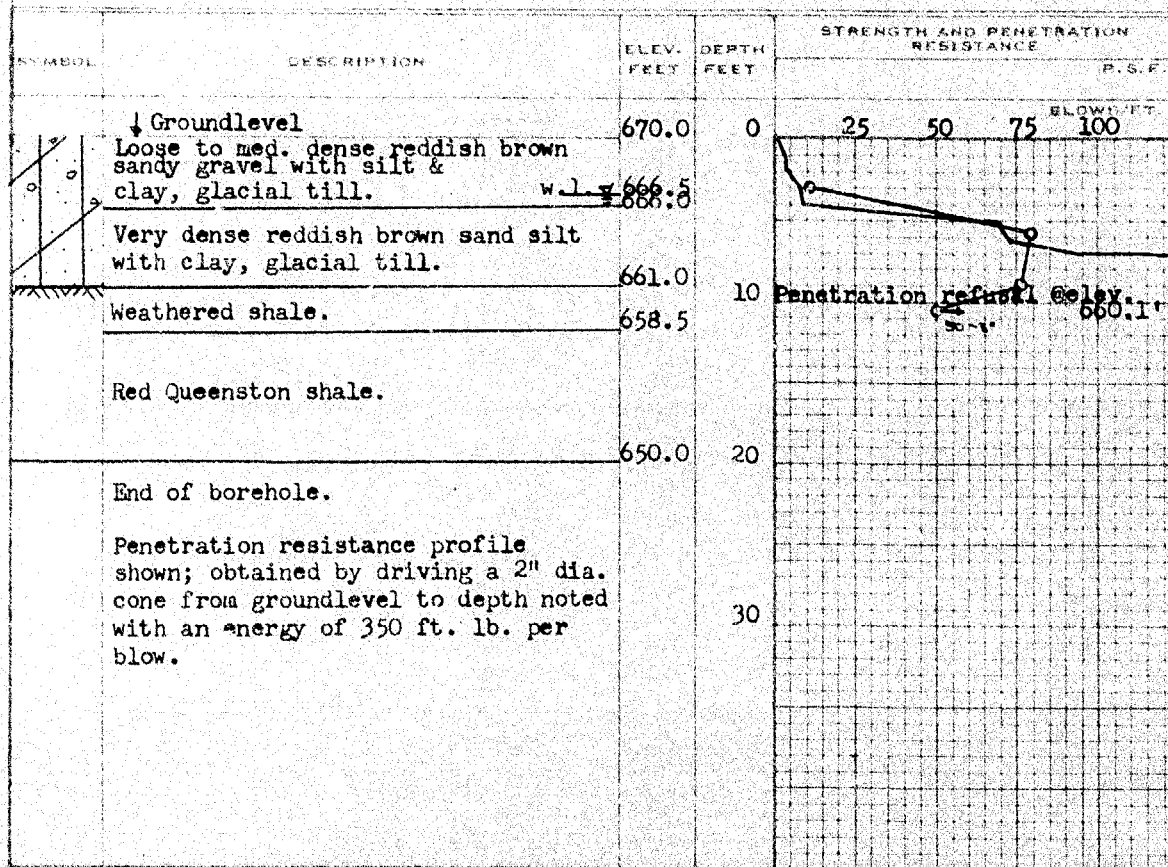 STRENGTH AND PENETRATION
RESISTANCE
SYMBOL DESCRIPTION ELEV. FEET DEPTH FEET
P.S.F.
BLOWS/FT.
↓ Groundlevel 670.0 0 25 50 75 100
Loose to med. dense reddish brown
sandy gravel with silt &
clay, glacial till. w.l. 666.5
666.0
Very dense reddish brown sand silt
with clay, glacial till.
661.0
10 Penetration refusal @elev.
660.1'
Weathered shale.
658.5
Red Queenston shale.
650.0 20
End of borehole.
Penetration resistance profile
shown; obtained by driving a 2" dia.
cone from groundlevel to depth noted
30
with an energy of 350 ft. lb. per
blow.